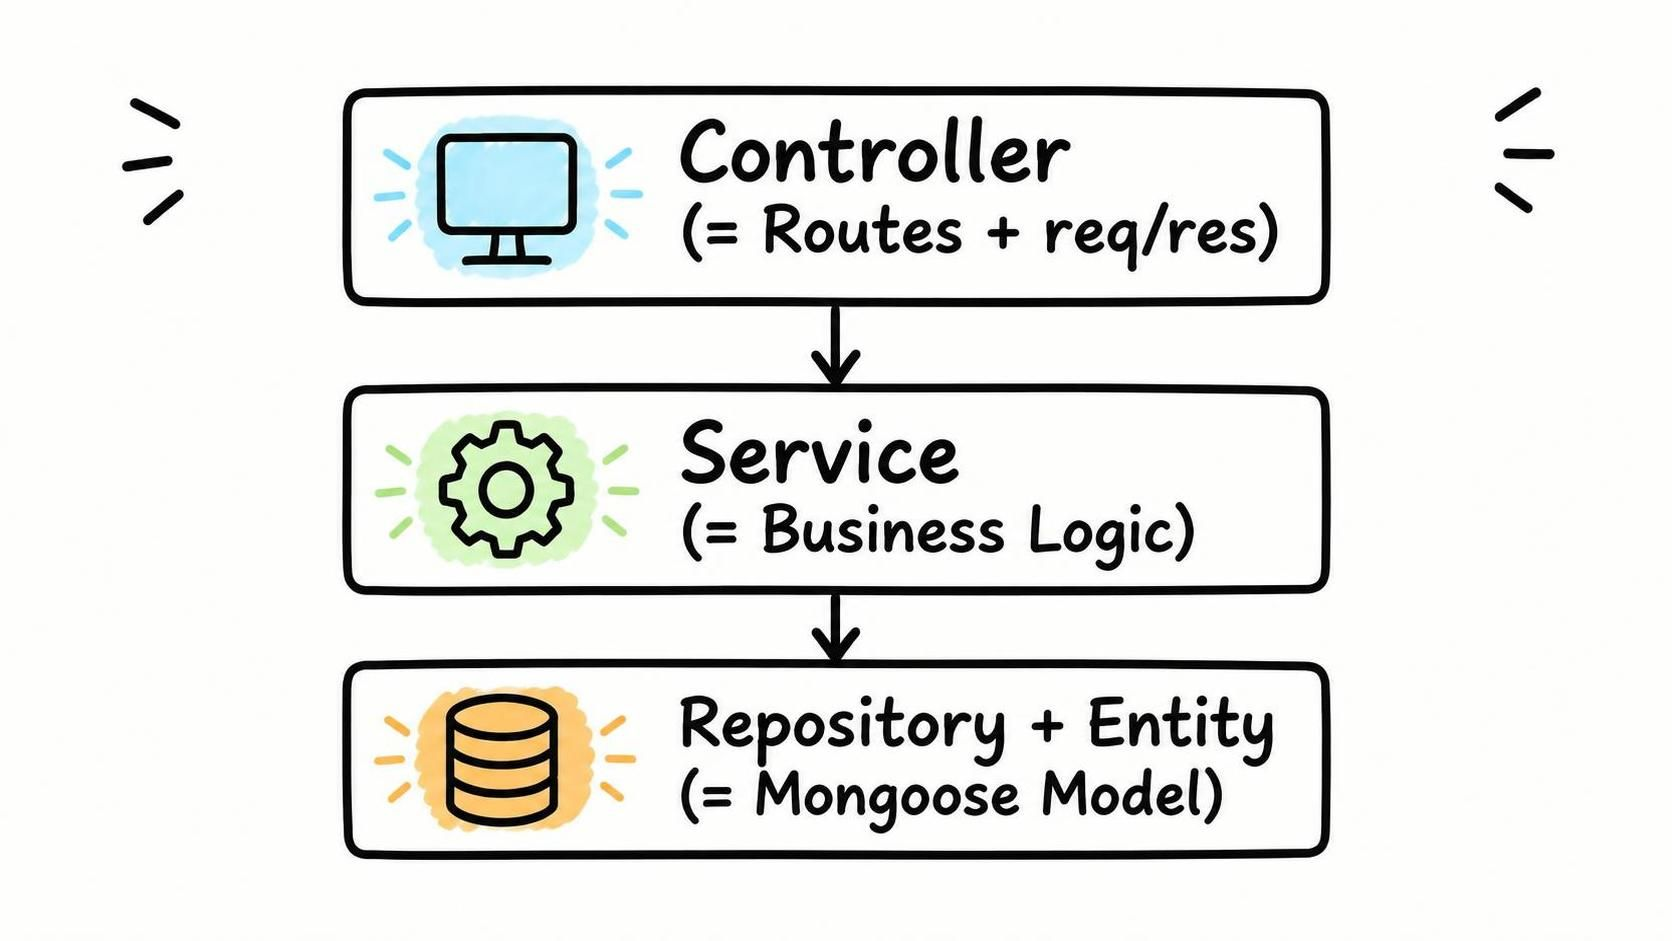 Controller
(= Routes + req/res)
Service
(= Business Logic)
Repository + Entity
(= Mongoose Model)